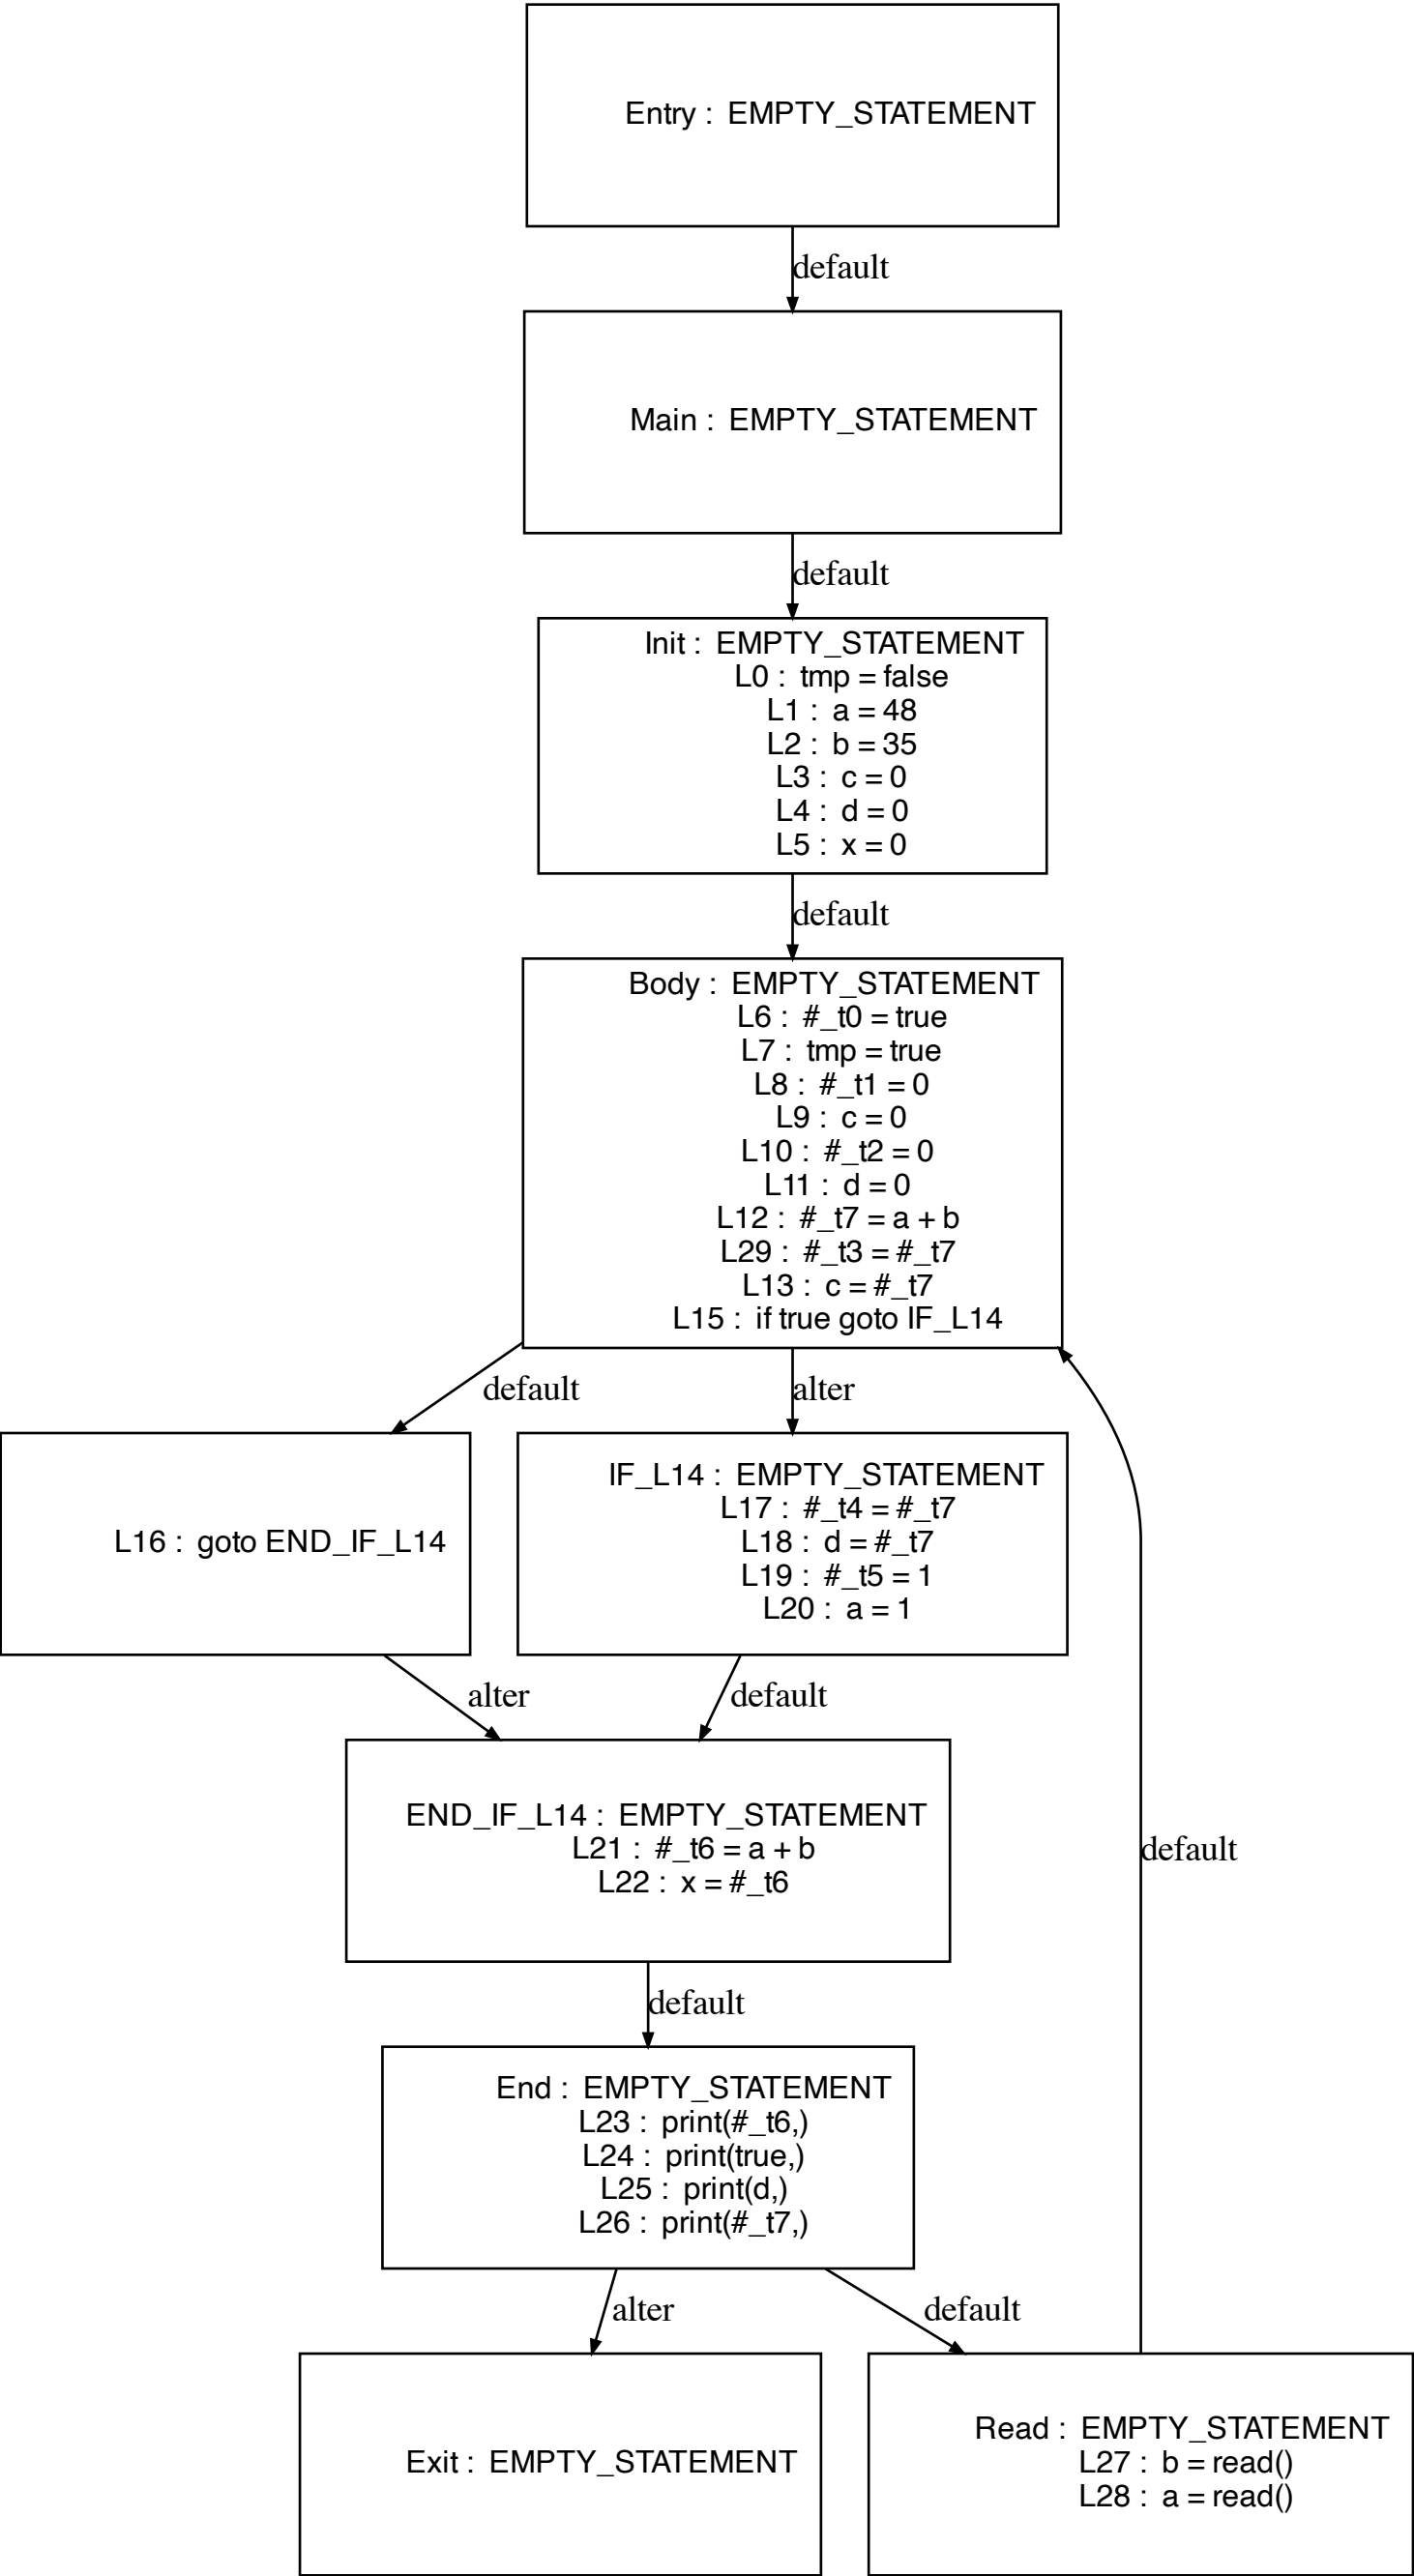 Entry :  EMPTY_STATEMENT
default
Main :  EMPTY_STATEMENT
default
Init :  EMPTY_STATEMENT
L0 :  tmp = false
L1 :  a = 48
L2 :  b = 35
L3 :  c = 0
L4 :  d = 0
L5 :  x = 0
default
Body :  EMPTY_STATEMENT
L6 :  #_t0 = true
L7 :  tmp = true
L8 :  #_t1 = 0
L9 :  c = 0
L10 :  #_t2 = 0
L11 :  d = 0
L12 :  #_t7 = a + b
L29 :  #_t3 = #_t7
L13 :  c = #_t7
L15 :  if true goto IF_L14
default
alter
L16 :  goto END_IF_L14
IF_L14 :  EMPTY_STATEMENT
L17 :  #_t4 = #_t7
L18 :  d = #_t7
L19 :  #_t5 = 1
L20 :  a = 1
alter
default
END_IF_L14 :  EMPTY_STATEMENT
L21 :  #_t6 = a + b
L22 :  x = #_t6
default
default
End :  EMPTY_STATEMENT
L23 :  print(#_t6,)
L24 :  print(true,)
L25 :  print(d,)
L26 :  print(#_t7,)
alter
default
Exit :  EMPTY_STATEMENT
Read :  EMPTY_STATEMENT
L27 :  b = read()
L28 :  a = read()